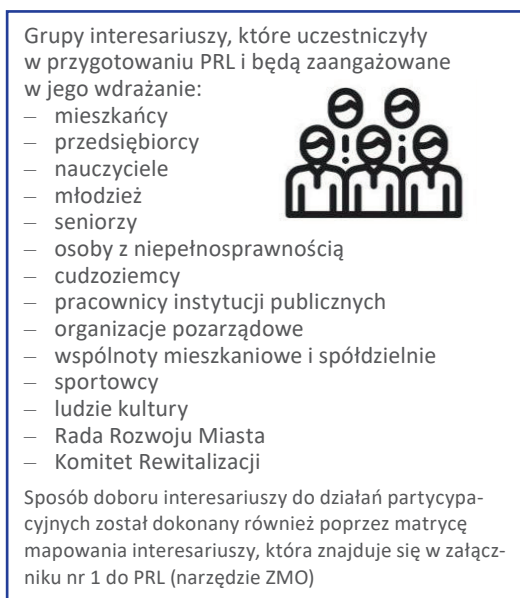 Grupy interesariuszy, które uczestniczyły
w przygotowaniu PRL i będą zaangażowane
w jego wdrażanie:
– mieszkańcy
– przedsiębiorcy
– nauczyciele
– młodzież
– seniorzy
– osoby z niepełnosprawnością
– cudzoziemcy
– pracownicy instytucji publicznych
– organizacje pozarządowe
– wspólnoty mieszkaniowe i spółdzielnie
– sportowcy
– ludzie kultury
– Rada Rozwoju Miasta
– Komitet Rewitalizacji
Sposób doboru interesariuszy do działań partycypa-
cyjnych został dokonany również poprzez matrycę
mapowania interesariuszy, która znajduje się w załącz-
niku nr 1 do PRL (narzędzie ZMO)